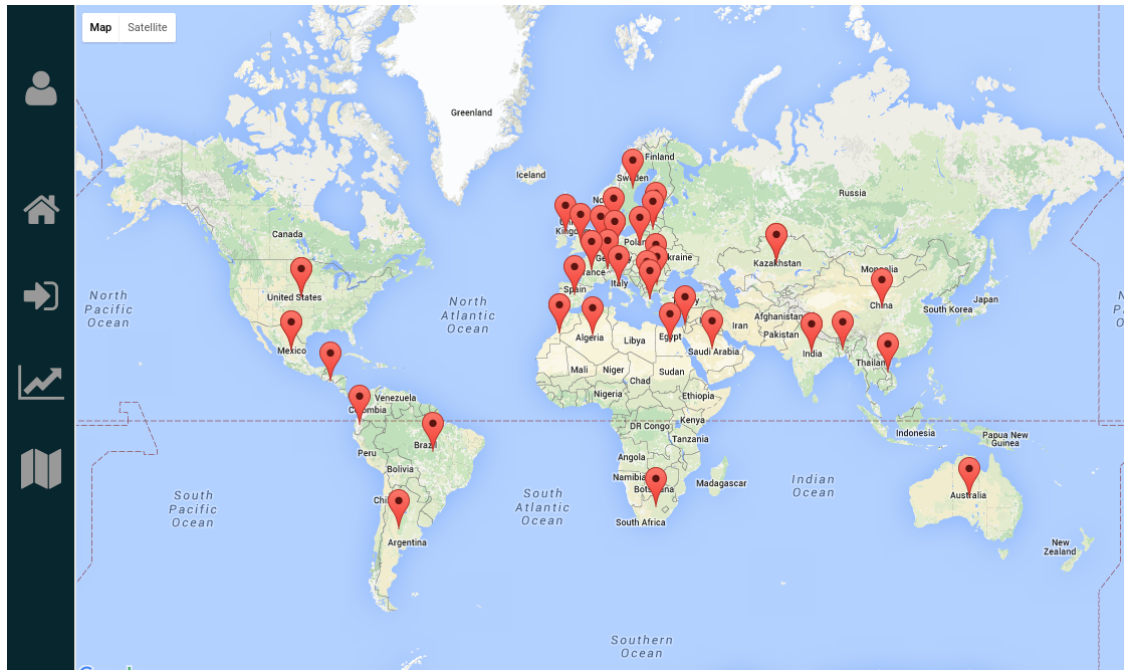 Map Satellite
Greenland
Iceland
Finland
Sweden
Russia
Canada
Kingdom
Poland
Ukraine
Kazakhstan
Mongolia
France
Spain
Italy
United States
North
Pacific
Ocean
North
Atlantic
Ocean
China
Japan
South Korea
Afghanistan
Iran
Pakistan
Algeria
Libya
Egypt
Saudi Arabia
India
Mexico
Thailand
Mali
Niger
Chad
Sudan
Nigeria
Ethiopia
Venezuela
Colombia
Kenya
DR Congo
Tanzania
Indonesia
Papua New
Guinea
Brazil
Peru
Bolivia
Angola
Namibia
Botswana
Madagascar
Indian
Ocean
South
Pacific
Ocean
South
Atlantic
Ocean
Australia
South Africa
Argentina
New
Zealand
Southern
Ocean